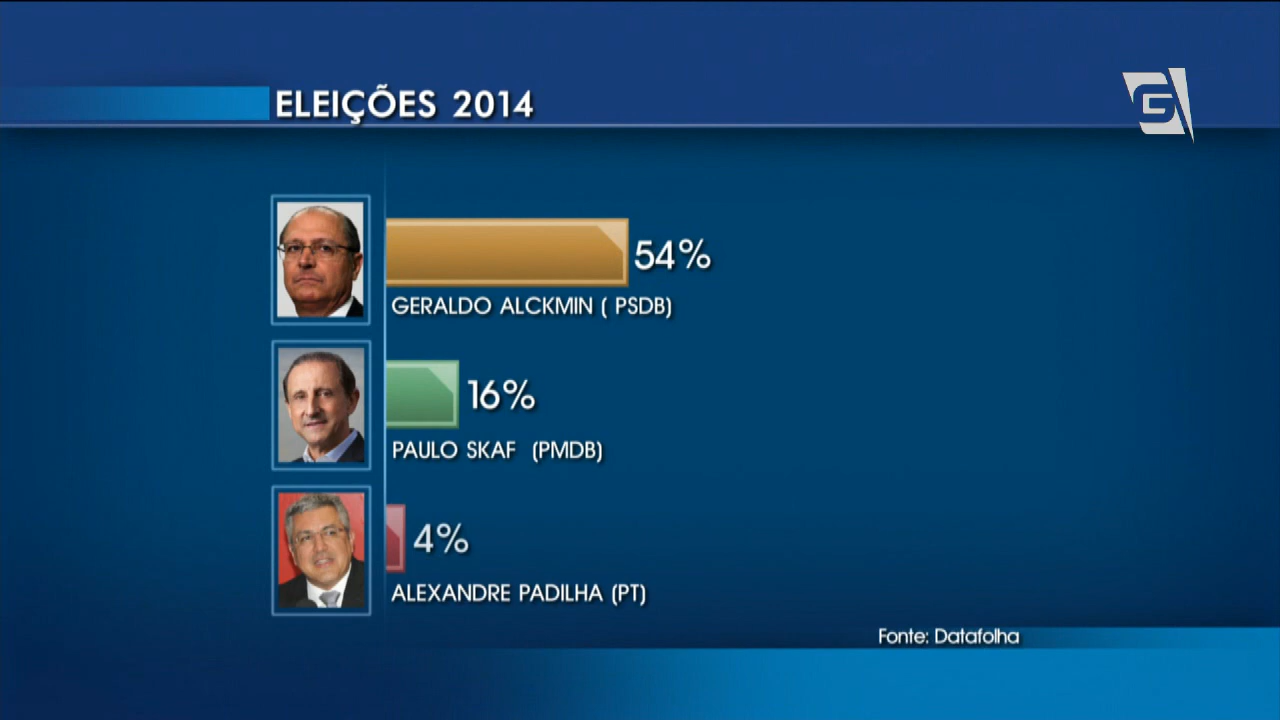 ELEIÇÕES 2014
G
54%
GERALDO ALCKMIN ( PSDB)
16%
PAULO SKAF (PMDB)
4%
ALEXANDRE PADILHA (PT)
Fonte: Datafolha